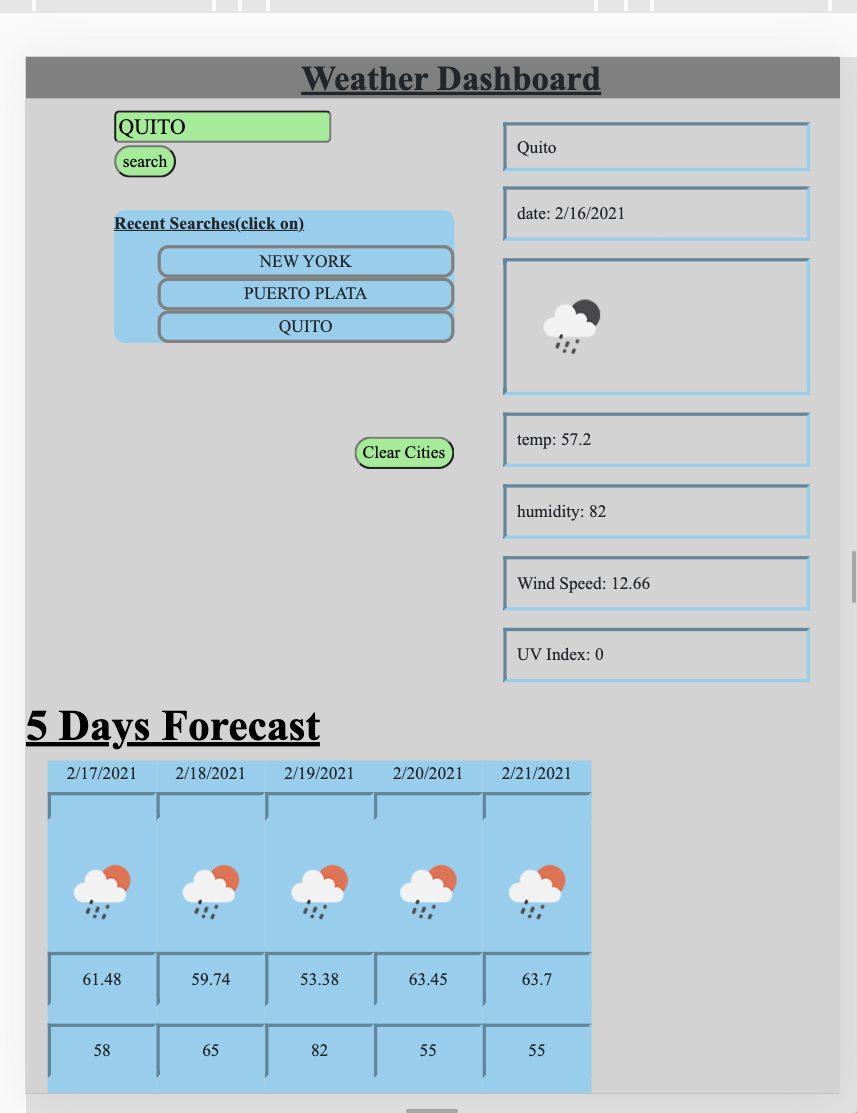 Weather Dashboard
QUITO
search
Recent Searches(click on)
NEW YORK
PUERTO PLATA
QUITO
Clear Cities
Quito
date: 2/16/2021
temp: 57.2
humidity: 82
Wind Speed: 12.66
UV Index: 0
5 Days Forecast
2/17/2021 2/18/2021 2/19/2021 2/20/2021 2/21/2021
61.48 59.74 53.38 63.45 63.7
58 65 82 55 55